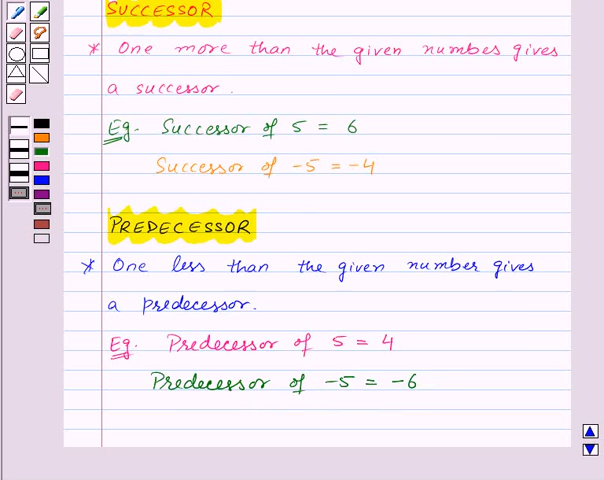 SUCCESSOR
* One more than the given number gives
a successor.
Eg. Successor of 5 = 6
Successor of -5 = -4
PREDECESSOR
* One less than the given number gives
a predecessor.
Eg. Predecessor of 5 = 4
Predecessor of -5 = -6